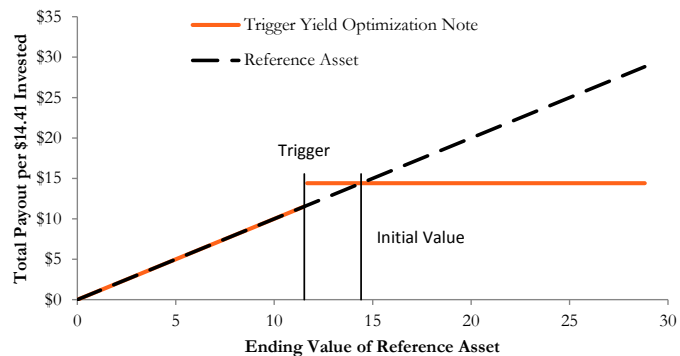 Trigger Yield Optimization Note
Reference Asset
Total Payout per $14.41 Invested
$35
$30
$25
$20
$15
$10
$5
$0
Trigger
Initial Value
0 5 10 15 20 25 30
Ending Value of Reference Asset